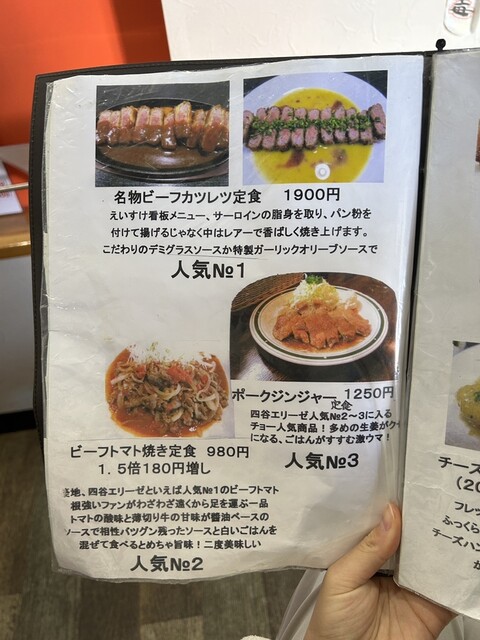 名物ビーフカツレツ定食 1900円
えいすけ看板メニュー、サーロインの脂身を取り、パン粉を
付けて揚げるじゃなく中はレアーで香ばしく焼き上げます。
こだわりのデミグラスソースか特製ガーリックオリーブソースで
人気№1
ポークジンジャー定食 1250円
四谷エリーゼ人気№2~3に入る
チョー人気商品!多めの生姜がクセ
になる、ごはんがすすむ激ウマ!
人気№3
ビーフトマト焼き定食 980円
1.5倍180円増し
地、四谷エリーゼといえば人気№1のビーフトマト
根強いファンがわざわざ遠くから足を運ぶ一品
トマトの酸味と薄切り牛の甘味が醤油ベースの
ソースで相性バツグン残ったソースと白いごはんを
混ぜて食べるとめちゃ旨味!二度美味しい
人気№2
チーズ
(20
フレッ
ふっくら
チーズハン